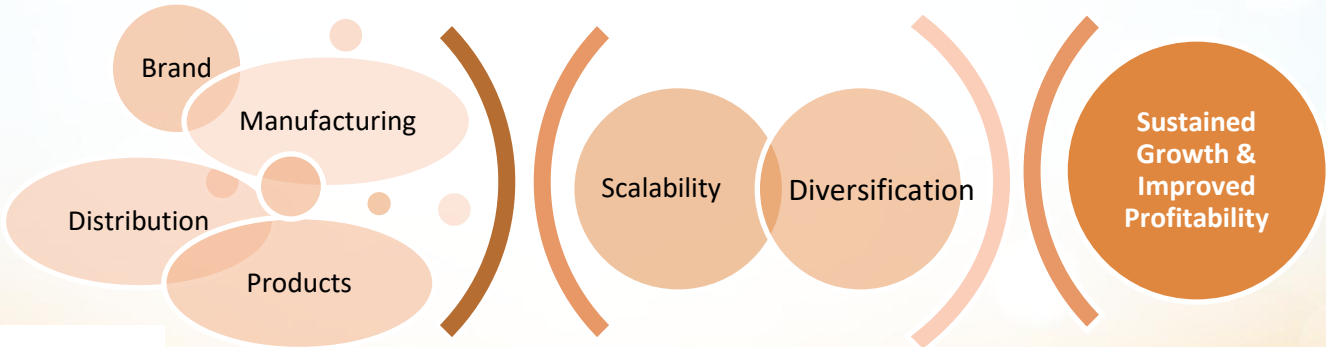 Brand
Manufacturing
Distribution
Products
Scalability
Diversification
Sustained
Growth &
Improved
Profitability